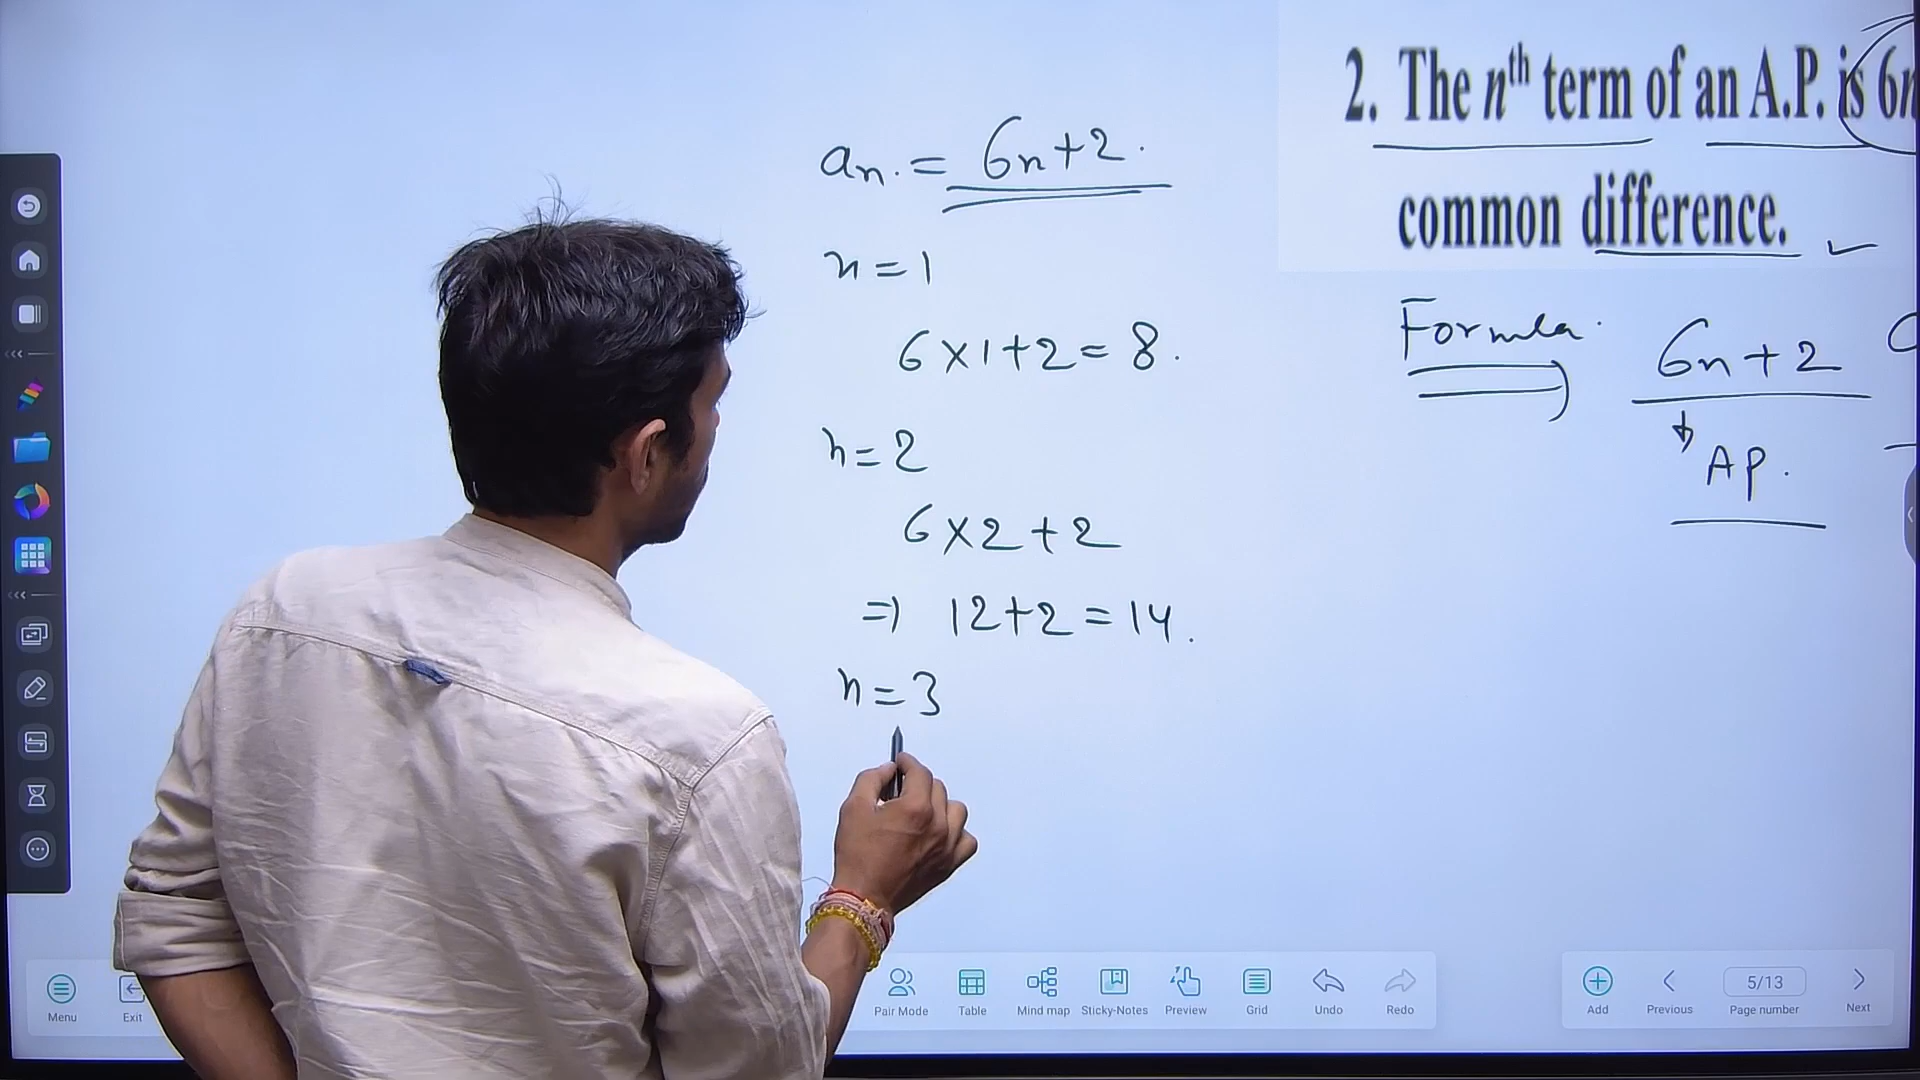 2. The nth term of an A.P. is 6n
common difference.
an. = 6n+2.
n=1
6×1+2=8.
n=2
6×2+2
⇒ 12+2=14.
n=3
Formula.
6n+2
AP.
Menu
Exit
Pair Mode
Table
Mind map
Sticky-Notes
Preview
Grid
Undo
Redo
Add
Previous
5/13
Page number
Next